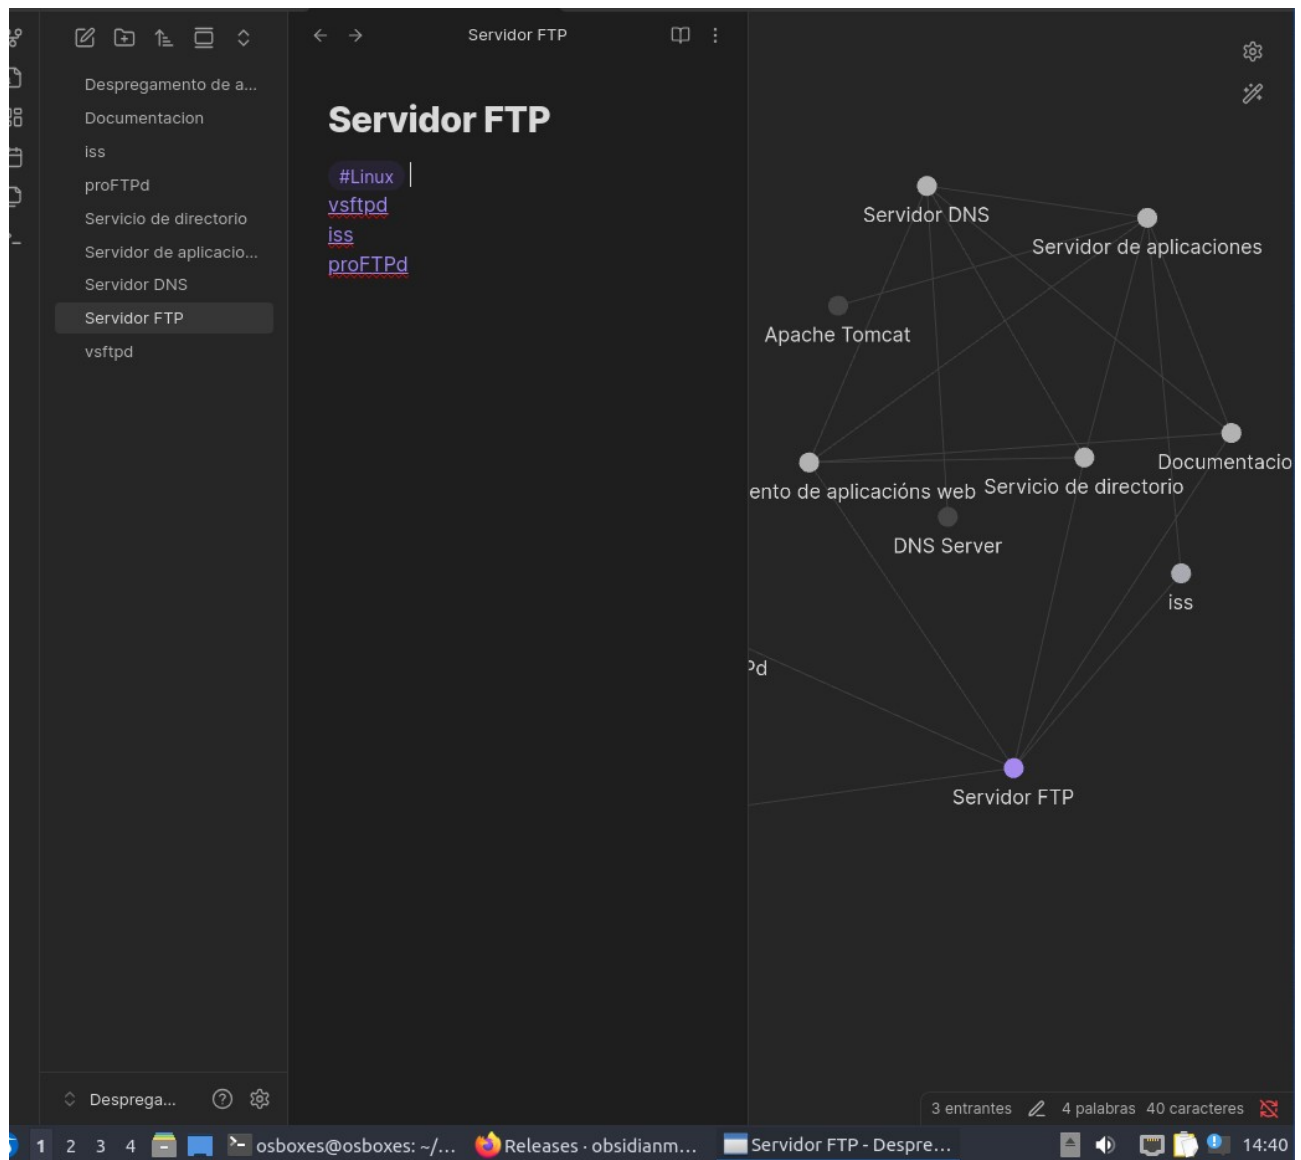 Despregamento de a...
Documentacion
iss
proFTPd
Servicio de directorio
Servidor de aplicacio...
Servidor DNS
Servidor FTP
vsftpd
Desprega...
Servidor FTP
Servidor FTP
#Linux
vsftpd
iss
proFTPd
Servidor DNS
Servidor de aplicaciones
Apache Tomcat
Documentacio
ento de aplicacións web
Servicio de directorio
DNS Server
iss
Pd
Servidor FTP
3 entrantes 4 palabras 40 caracteres
1 2 3 4 osboxes@osboxes: ~/... Releases · obsidianm... Servidor FTP - Despre... 14:40